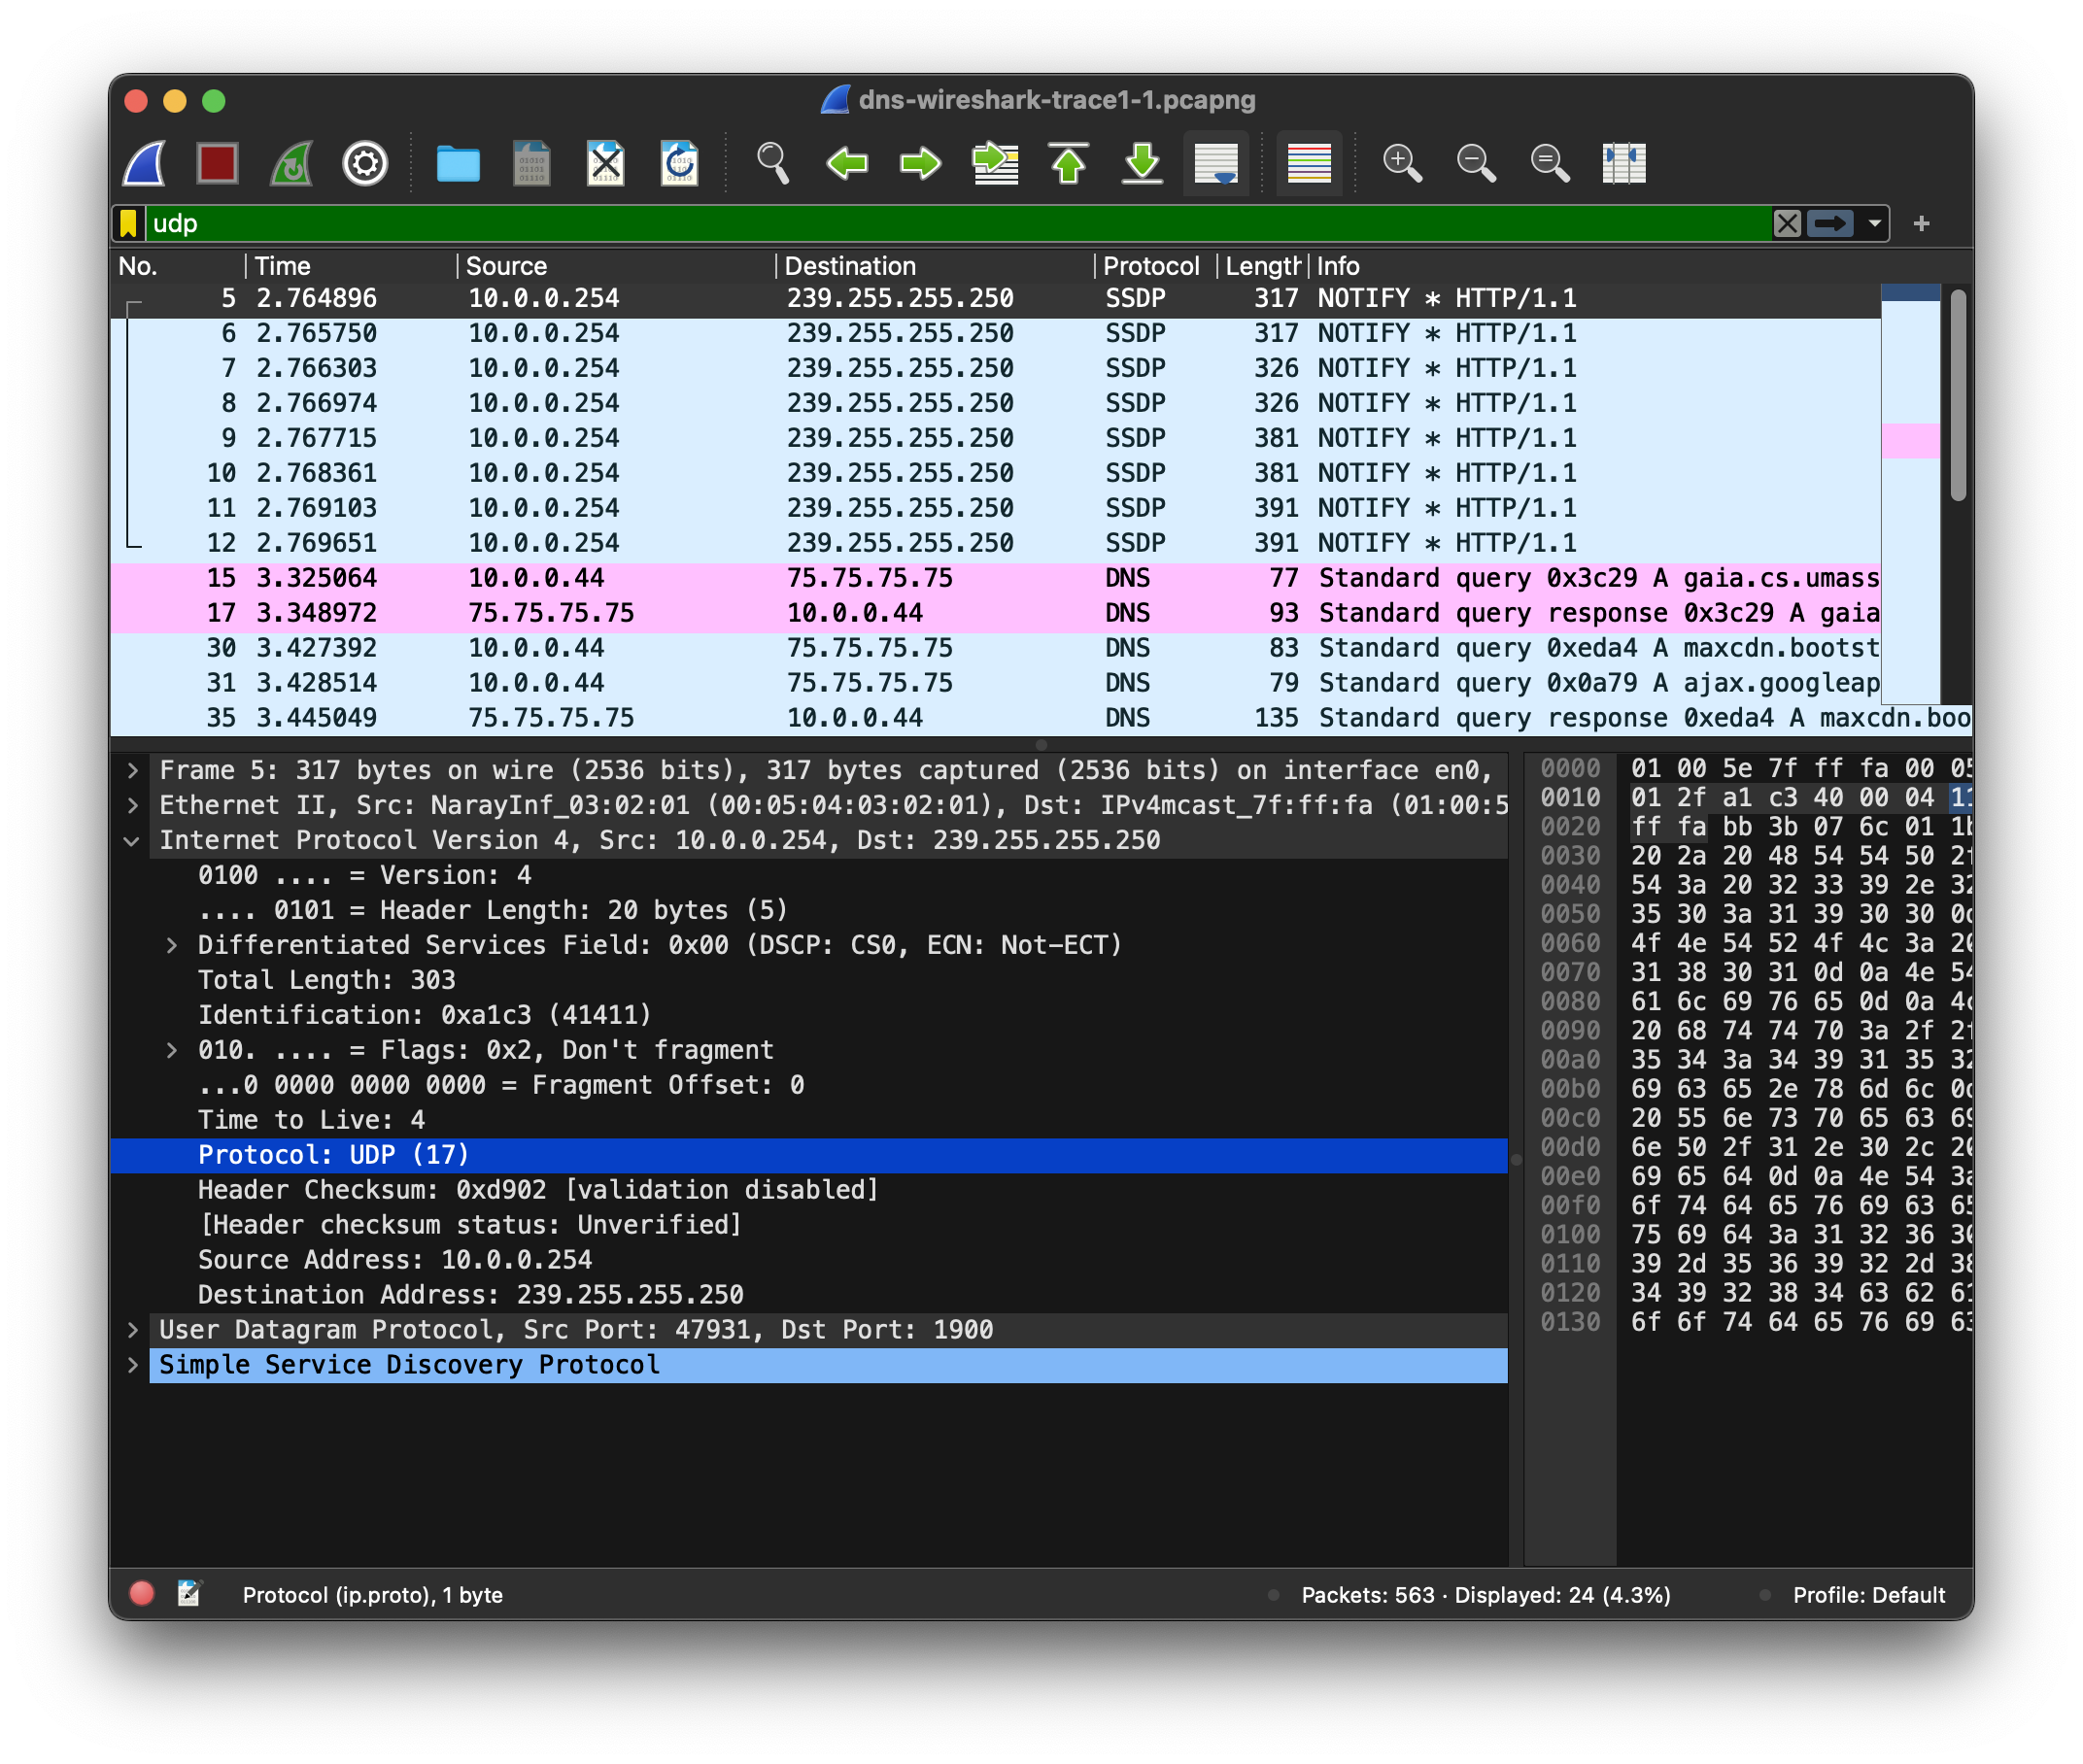 dns-wireshark-trace1-1.pcapng
udp
No. Time Source Destination Protocol Length Info
5 2.764896 10.0.0.254 239.255.255.250 SSDP 317 NOTIFY * HTTP/1.1
6 2.765750 10.0.0.254 239.255.255.250 SSDP 317 NOTIFY * HTTP/1.1
7 2.766303 10.0.0.254 239.255.255.250 SSDP 326 NOTIFY * HTTP/1.1
8 2.766974 10.0.0.254 239.255.255.250 SSDP 326 NOTIFY * HTTP/1.1
9 2.767715 10.0.0.254 239.255.255.250 SSDP 381 NOTIFY * HTTP/1.1
10 2.768361 10.0.0.254 239.255.255.250 SSDP 381 NOTIFY * HTTP/1.1
11 2.769103 10.0.0.254 239.255.255.250 SSDP 391 NOTIFY * HTTP/1.1
12 2.769651 10.0.0.254 239.255.255.250 SSDP 391 NOTIFY * HTTP/1.1
15 3.325064 10.0.0.44 75.75.75.75 DNS 77 Standard query 0x3c29 A gaia.cs.umass
17 3.348972 75.75.75.75 10.0.0.44 DNS 93 Standard query response 0x3c29 A gaia
30 3.427392 10.0.0.44 75.75.75.75 DNS 83 Standard query 0xeda4 A maxcdn.bootst
31 3.428514 10.0.0.44 75.75.75.75 DNS 79 Standard query 0x0a79 A ajax.googleap
35 3.445049 75.75.75.75 10.0.0.44 DNS 135 Standard query response 0xeda4 A maxcdn.boo
Frame 5: 317 bytes on wire (2536 bits), 317 bytes captured (2536 bits) on interface en0,
Ethernet II, Src: NarayInf_03:02:01 (00:05:04:03:02:01), Dst: IPv4mcast_7f:ff:fa (01:00:5
Internet Protocol Version 4, Src: 10.0.0.254, Dst: 239.255.255.250
0100 .... = Version: 4
.... 0101 = Header Length: 20 bytes (5)
Differentiated Services Field: 0x00 (DSCP: CS0, ECN: Not-ECT)
Total Length: 303
Identification: 0xa1c3 (41411)
010. .... = Flags: 0x2, Don't fragment
...0 0000 0000 0000 = Fragment Offset: 0
Time to Live: 4
Protocol: UDP (17)
Header Checksum: 0xd902 [validation disabled]
[Header checksum status: Unverified]
Source Address: 10.0.0.254
Destination Address: 239.255.255.250
User Datagram Protocol, Src Port: 47931, Dst Port: 1900
Simple Service Discovery Protocol
0000 01 00 5e 7f ff fa 00 05
0010 01 2f a1 c3 40 00 04 11
0020 ff fa bb 3b 07 6c 01 1b
0030 20 2a 20 48 54 54 50 2f
0040 54 3a 20 32 33 39 2e 32
0050 35 30 3a 31 39 30 30 0d
0060 4f 4e 54 52 4f 4c 3a 20
0070 31 38 30 31 0d 0a 4e 54
0080 61 6c 69 76 65 0d 0a 4c
0090 20 68 74 74 70 3a 2f 2f
00a0 35 34 3a 34 39 31 35 32
00b0 69 63 65 2e 78 6d 6c 0d
00c0 20 55 6e 73 70 65 63 69
00d0 6e 50 2f 31 2e 30 2c 20
00e0 69 65 64 0d 0a 4e 54 3a
00f0 6f 74 64 65 76 69 63 65
0100 75 69 64 3a 31 32 36 30
0110 39 2d 35 36 39 32 2d 38
0120 34 39 32 38 34 63 62 61
0130 6f 6f 74 64 65 76 69 63
Protocol (ip.proto), 1 byte
Packets: 563 · Displayed: 24 (4.3%)
Profile: Default